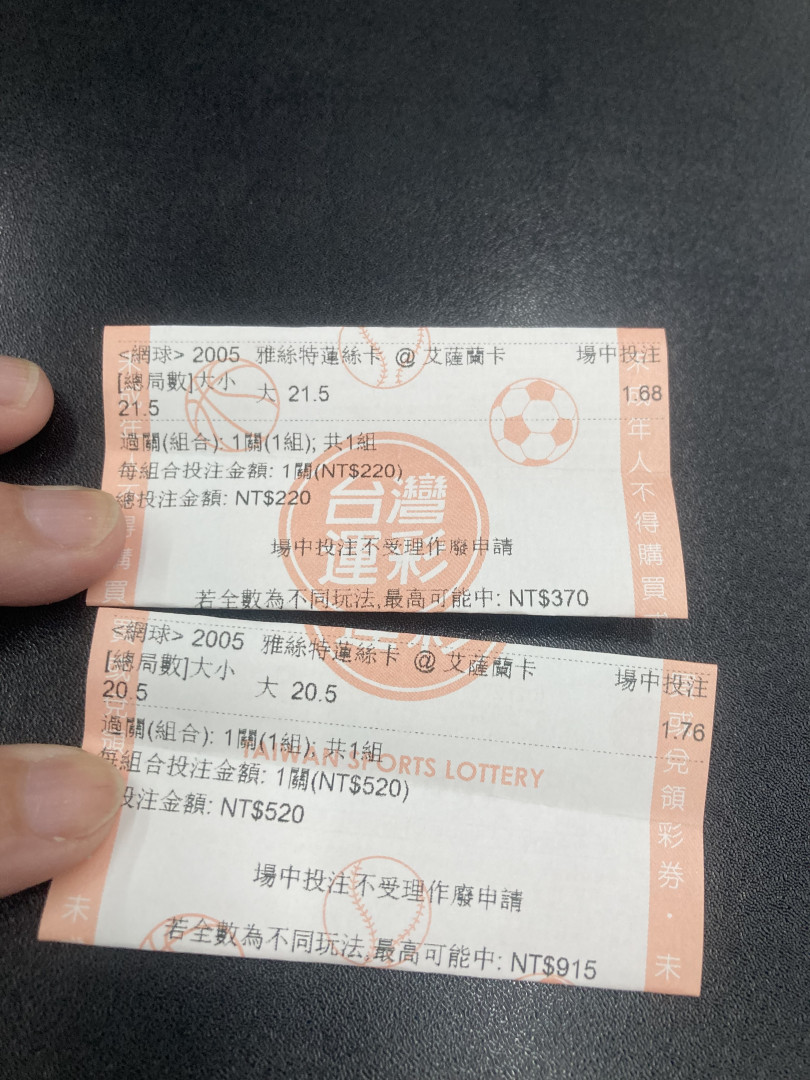 <網球> 2005 雅絲特蓮絲卡 @ 艾薩蘭卡 場中投注
[總局數]大小 大 21.5 1.68
21.5
過關(組合): 1關(1組); 共1組
每組合投注金額: 1關(NT$220)
總投注金額: NT$220
台灣
運彩
場中投注不受理作廢申請
若全數為不同玩法,最高可能中: NT$370
未成年人不得購買
<網球> 2005 雅絲特蓮絲卡 @ 艾薩蘭卡 場中投注
[總局數]大小 大 20.5 1.76
20.5
過關(組合): 1關(1組); 共1組
TAIWAN SPORTS LOTTERY
每組合投注金額: 1關(NT$520)
投注金額: NT$520
場中投注不受理作廢申請
若全數為不同玩法,最高可能中: NT$915
或兌領彩券·未
未